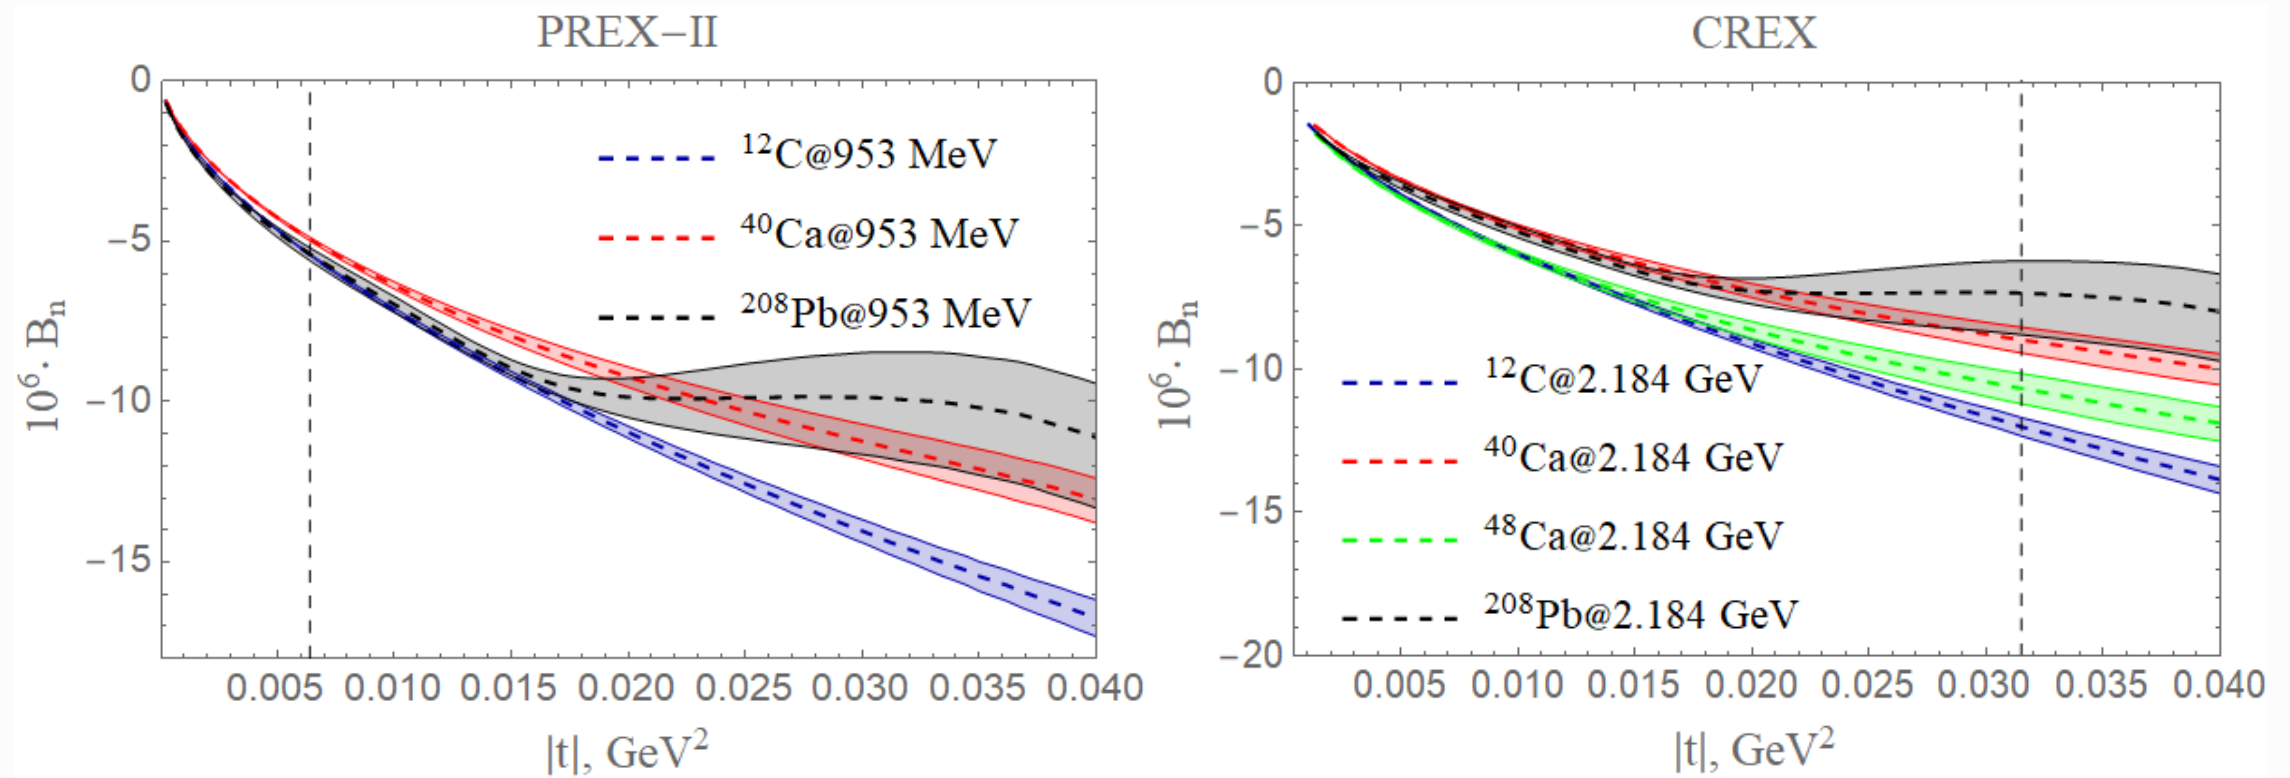 PREX−II
0
−5
−10
−15
10⁶· Bₙ
¹²C@953 MeV
⁴⁰Ca@953 MeV
²⁰⁸Pb@953 MeV
0.005 0.010 0.015 0.020 0.025 0.030 0.035 0.040
|t|, GeV²
CREX
0
−5
−10
−15
−20
10⁶· Bₙ
¹²C@2.184 GeV
⁴⁰Ca@2.184 GeV
⁴⁸Ca@2.184 GeV
²⁰⁸Pb@2.184 GeV
0.005 0.010 0.015 0.020 0.025 0.030 0.035 0.040
|t|, GeV²